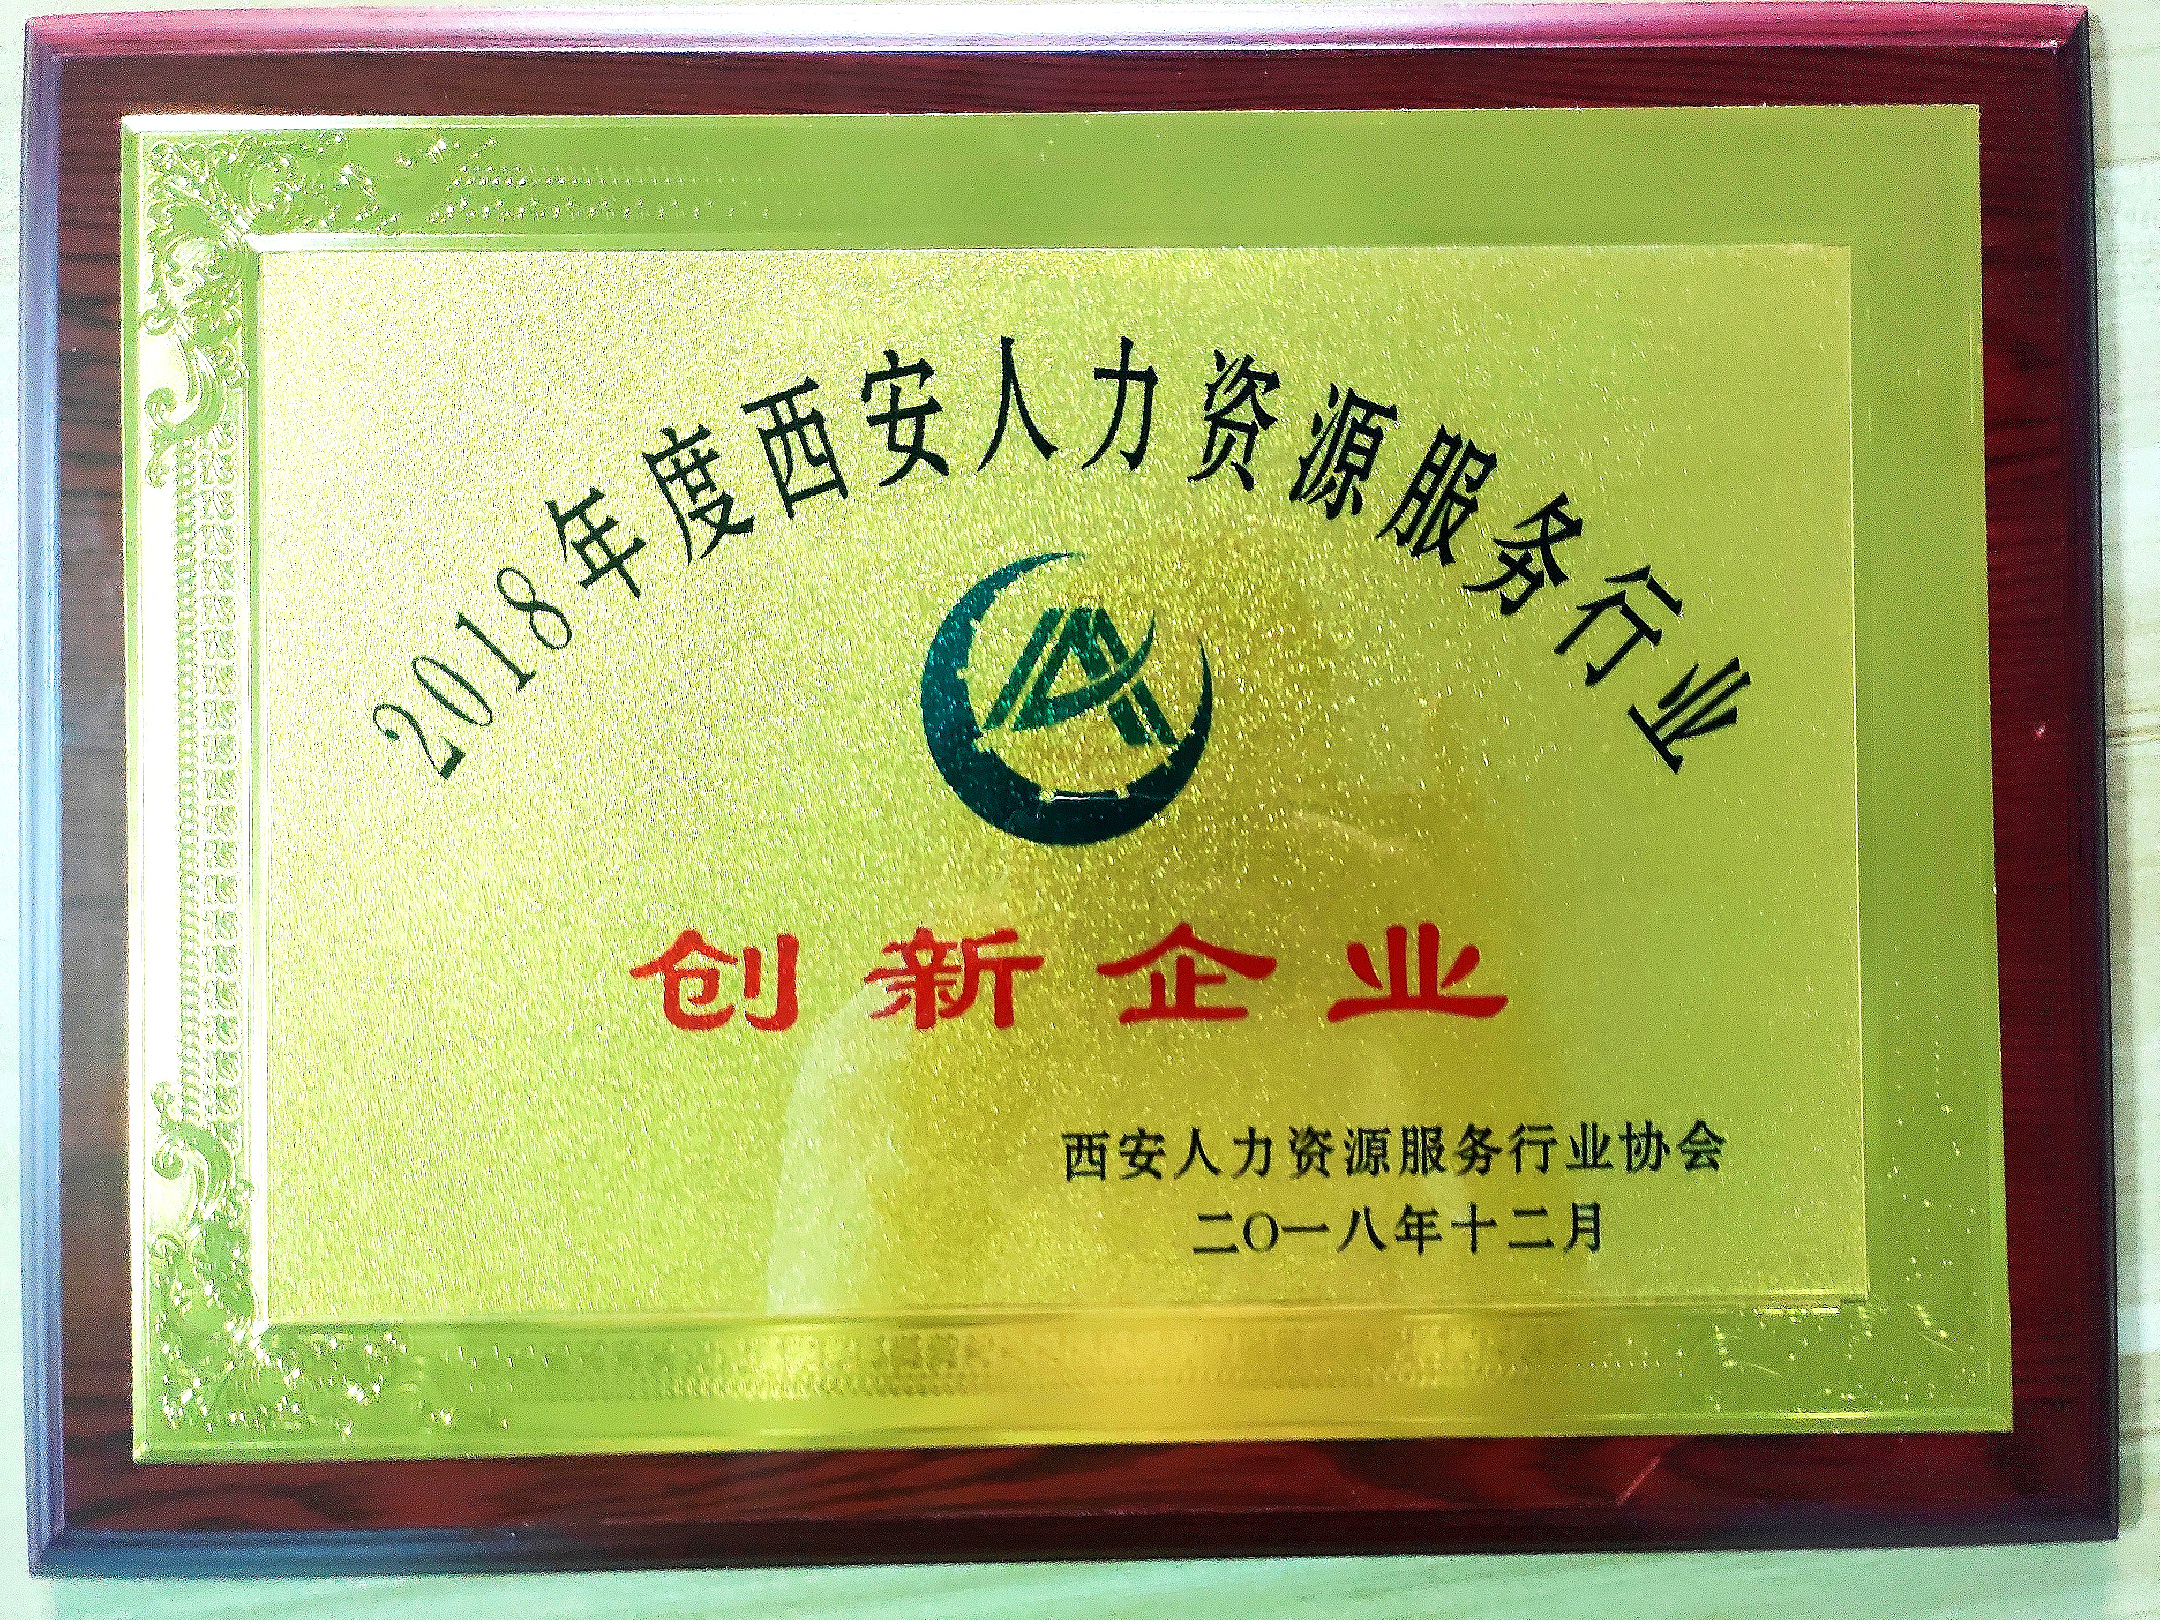 2018年度西安人力资源服务行业
创新企业
西安人力资源服务行业协会
二〇一八年十二月